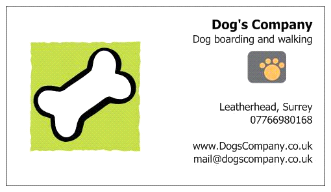 Dog's Company
Dog boarding and walking
Leatherhead, Surrey
07766980168
www.DogsCompany.co.uk
mail@dogscompany.co.uk